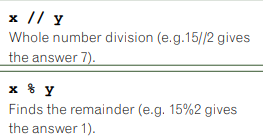 x // y
Whole number division (e.g.15//2 gives
the answer 7).
x % y
Finds the remainder (e.g. 15%2 gives
the answer 1).